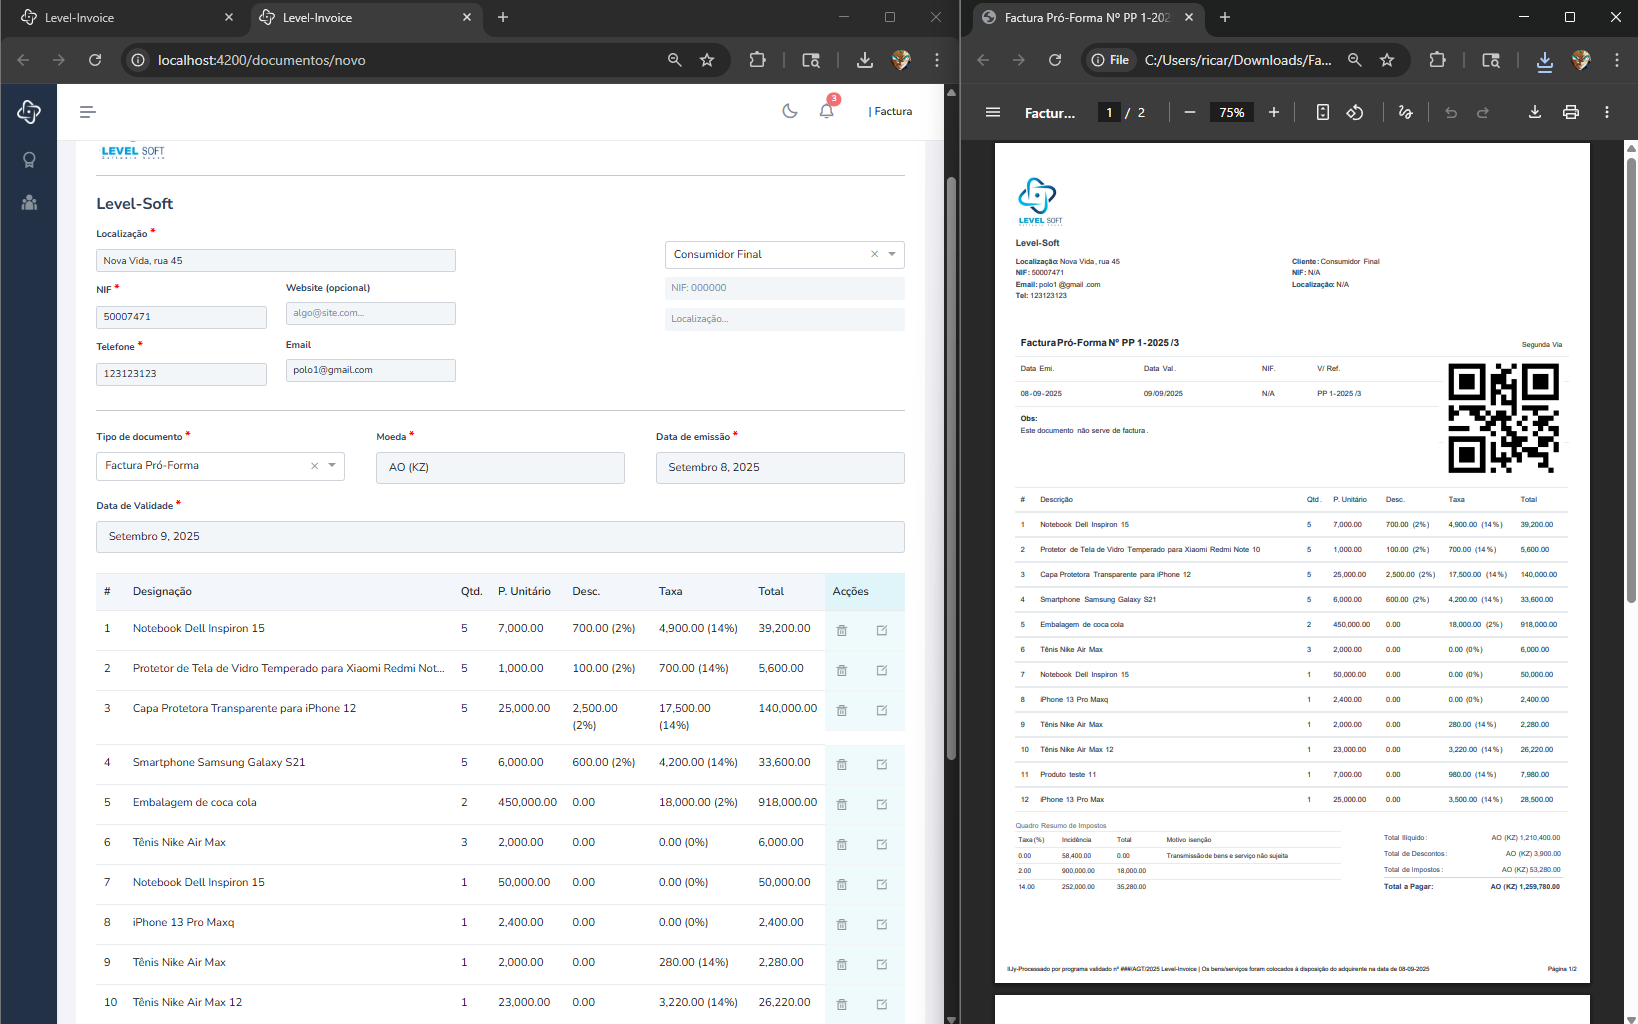 Level-Invoice
Level-Invoice
localhost:4200/documentos/novo
3
| Factura
LEVEL SOFT
Software House
Level-Soft
Localização *
Nova Vida, rua 45
NIF *
Website (opcional)
50007471
algo@site.com...
Telefone *
Email
123123123
polo1@gmail.com
Consumidor Final
NIF: 000000
Localização...
Tipo de documento *
Moeda *
Data de emissão *
Factura Pró-Forma
AO (KZ)
Setembro 8, 2025
Data de Validade *
Setembro 9, 2025
# Designação Qtd. P. Unitário Desc. Taxa Total Acções
1 Notebook Dell Inspiron 15 5 7,000.00 700.00 (2%) 4,900.00 (14%) 39,200.00
2 Protetor de Tela de Vidro Temperado para Xiaomi Redmi Not... 5 1,000.00 100.00 (2%) 700.00 (14%) 5,600.00
3 Capa Protetora Transparente para iPhone 12 5 25,000.00 2,500.00 (2%) 17,500.00 (14%) 140,000.00
4 Smartphone Samsung Galaxy S21 5 6,000.00 600.00 (2%) 4,200.00 (14%) 33,600.00
5 Embalagem de coca cola 2 450,000.00 0.00 18,000.00 (2%) 918,000.00
6 Tênis Nike Air Max 3 2,000.00 0.00 0.00 (0%) 6,000.00
7 Notebook Dell Inspiron 15 1 50,000.00 0.00 0.00 (0%) 50,000.00
8 iPhone 13 Pro Maxq 1 2,400.00 0.00 0.00 (0%) 2,400.00
9 Tênis Nike Air Max 1 2,000.00 0.00 280.00 (14%) 2,280.00
10 Tênis Nike Air Max 12 1 23,000.00 0.00 3,220.00 (14%) 26,220.00
Factura Pró-Forma Nº PP 1-202
File C:/Users/ricar/Downloads/Fa...
Factur... 1 / 2 75%
LEVEL SOFT
Level-Soft
Localização: Nova Vida, rua 45
NIF: 50007471
Email: polo1@gmail.com
Tel: 123123123
Cliente: Consumidor Final
NIF: N/A
Localização: N/A
Factura Pró-Forma Nº PP 1-2025/3
Segunda Via
Data Emi. Data Val. NIF. V/ Ref.
08-09-2025 09/09/2025 N/A PP 1-2025/3
Obs:
Este documento não serve de factura.
# Descrição Qtd. P. Unitário Desc. Taxa Total
1 Notebook Dell Inspiron 15 5 7,000.00 700.00 (2%) 4,900.00 (14%) 39,200.00
2 Protetor de Tela de Vidro Temperado para Xiaomi Redmi Note 10 5 1,000.00 100.00 (2%) 700.00 (14%) 5,600.00
3 Capa Protetora Transparente para iPhone 12 5 25,000.00 2,500.00 (2%) 17,500.00 (14%) 140,000.00
4 Smartphone Samsung Galaxy S21 5 6,000.00 600.00 (2%) 4,200.00 (14%) 33,600.00
5 Embalagem de coca cola 2 450,000.00 0.00 18,000.00 (2%) 918,000.00
6 Tênis Nike Air Max 3 2,000.00 0.00 0.00 (0%) 6,000.00
7 Notebook Dell Inspiron 15 1 50,000.00 0.00 0.00 (0%) 50,000.00
8 iPhone 13 Pro Maxq 1 2,400.00 0.00 0.00 (0%) 2,400.00
9 Tênis Nike Air Max 1 2,000.00 0.00 280.00 (14%) 2,280.00
10 Tênis Nike Air Max 12 1 23,000.00 0.00 3,220.00 (14%) 26,220.00
11 Produto teste 11 1 7,000.00 0.00 980.00 (14%) 7,980.00
12 iPhone 13 Pro Max 1 25,000.00 0.00 3,500.00 (14%) 28,500.00
Quadro Resumo de Impostos
Taxa(%) Incidência Total Motivo isenção
0.00 58,400.00 0.00 Transmissão de bens e serviço não sujeita
2.00 900,000.00 18,000.00
14.00 252,000.00 35,280.00
Total Ilíquido: AO (KZ) 1,210,400.00
Total de Descontos: AO (KZ) 3,900.00
Total de Impostos: AO (KZ) 53,280.00
Total a Pagar: AO (KZ) 1,259,780.00
IIJy-Processado por programa validado nº ###/AGT/2025 Level-Invoice | Os bens/serviços foram colocados à disposição do adquirente na data de 08-09-2025
Página 1/2